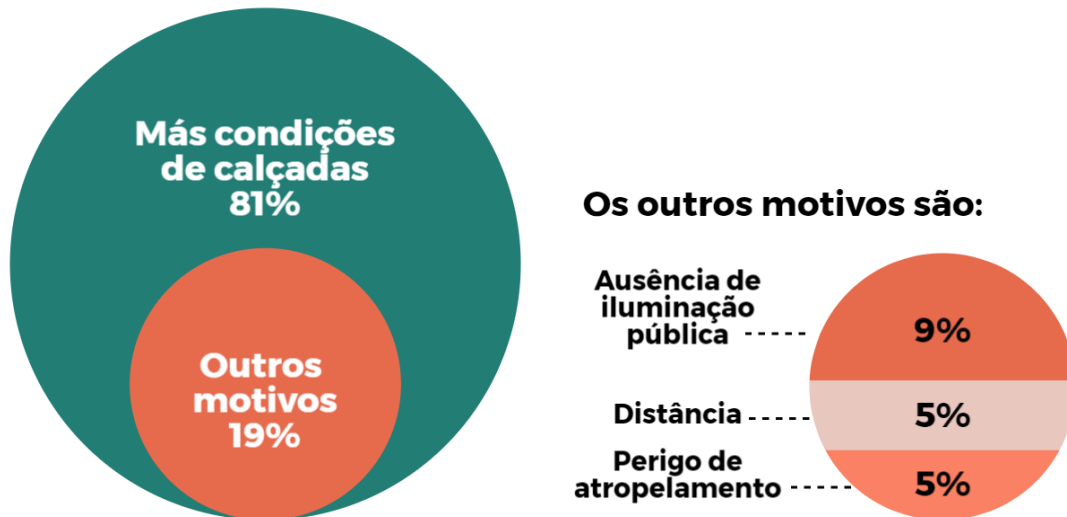 Más condições
de calçadas
81%
Outros
motivos
19%
Os outros motivos são:
Ausência de
iluminação
pública
9%
Distância
5%
Perigo de
atropelamento
5%